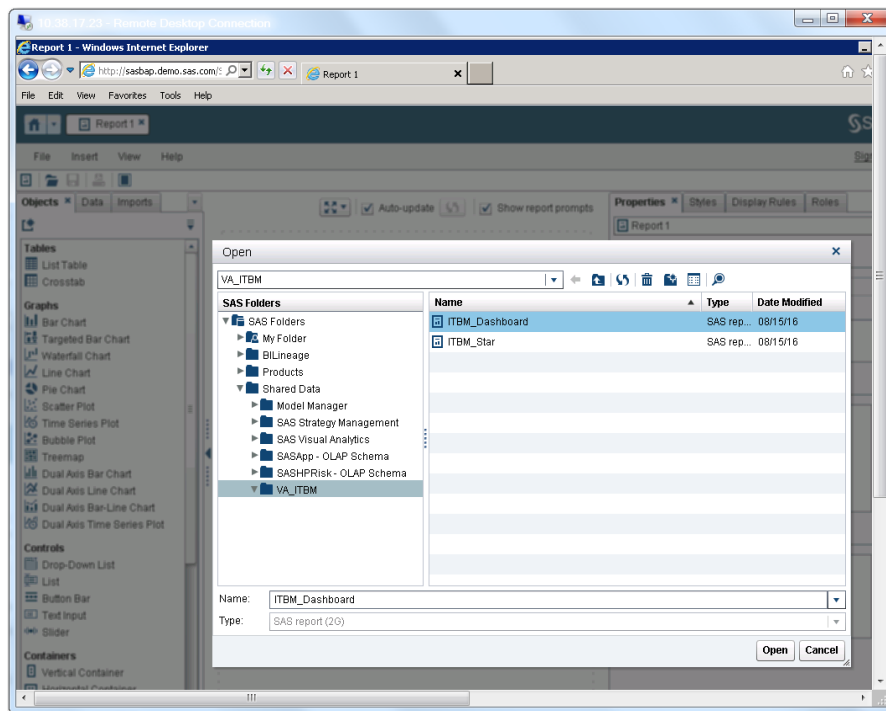 10.38.17.23 - Remote Desktop Connection
Report 1 - Windows Internet Explorer
http://sasbap.demo.sas.com/S
Report 1
File Edit View Favorites Tools Help
Report 1
File Insert View Help
Objects Data Imports
Auto-update Show report prompts
Properties Styles Display Rules Roles
Report 1
Tables
List Table
Crosstab
Graphs
Bar Chart
Targeted Bar Chart
Waterfall Chart
Line Chart
Pie Chart
Scatter Plot
Time Series Plot
Bubble Plot
Treemap
Dual Axis Bar Chart
Dual Axis Line Chart
Dual Axis Bar-Line Chart
Dual Axis Time Series Plot
Controls
Drop-Down List
List
Button Bar
Text Input
Slider
Containers
Vertical Container
Horizontal Container
Open
VA_ITBM
SAS Folders
SAS Folders
My Folder
BILineage
Products
Shared Data
Model Manager
SAS Strategy Management
SAS Visual Analytics
SASApp - OLAP Schema
SASHPRisk - OLAP Schema
VA_ITBM
Name Type Date Modified
ITBM_Dashboard SAS rep... 08/15/16
ITBM_Star SAS rep... 08/15/16
Name: ITBM_Dashboard
Type: SAS report (2G)
Open Cancel